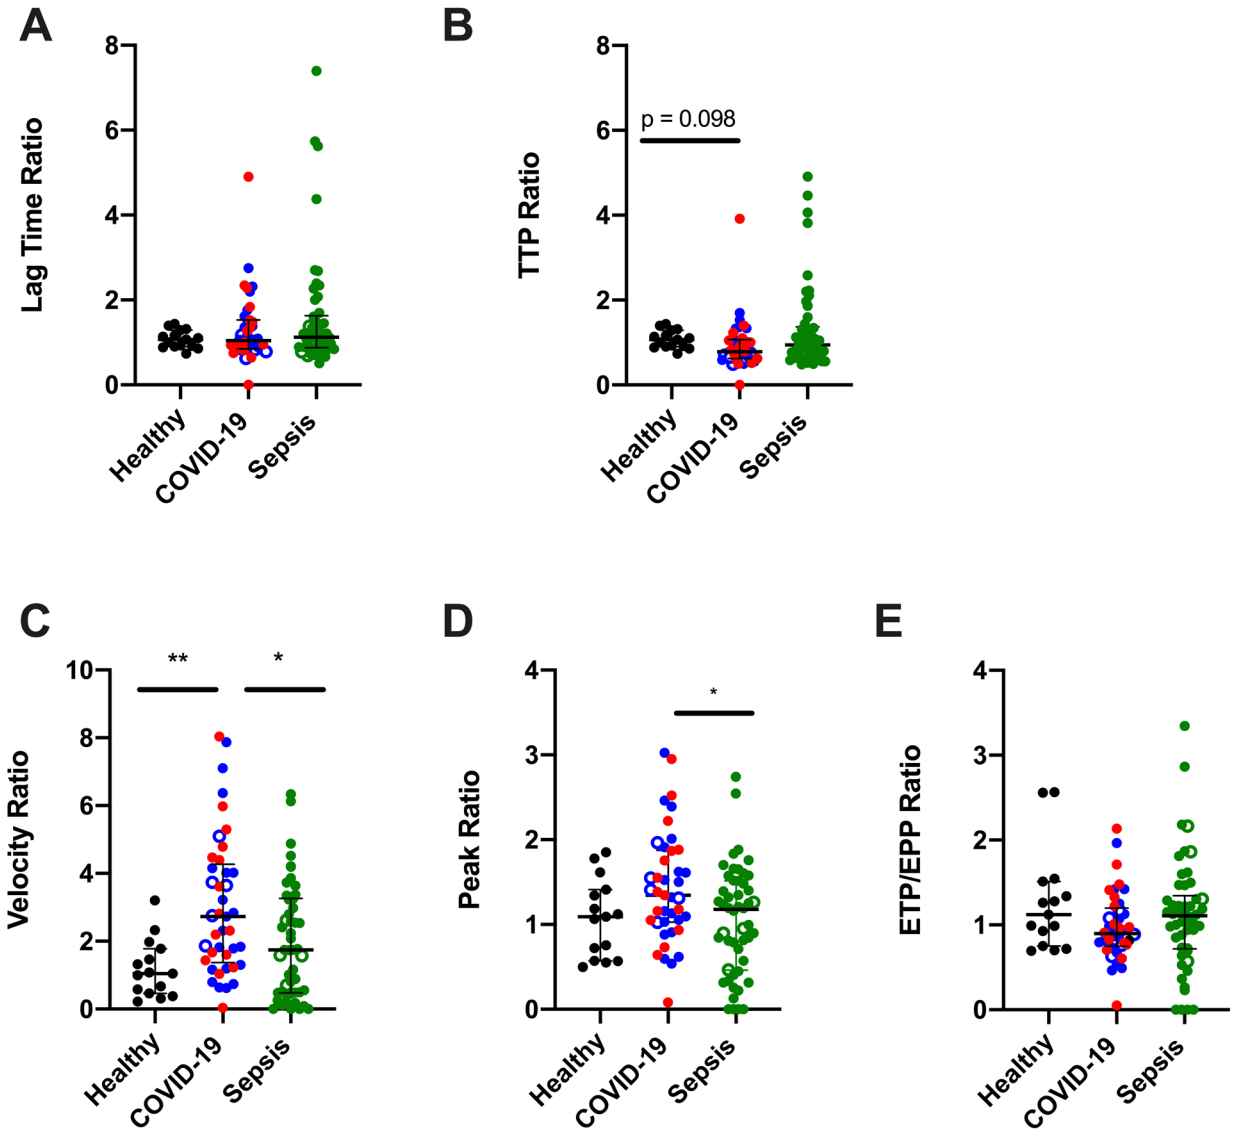 A
B
8
6
4
2
0
Lag Time Ratio
Healthy
COVID-19
Sepsis
8
6
4
2
0
TTP Ratio
p = 0.098
Healthy
COVID-19
Sepsis
C
D
E
10
8
6
4
2
0
Velocity Ratio
**
*
Healthy
COVID-19
Sepsis
4
3
2
1
0
Peak Ratio
*
Healthy
COVID-19
Sepsis
4
3
2
1
0
ETP/EPP Ratio
Healthy
COVID-19
Sepsis